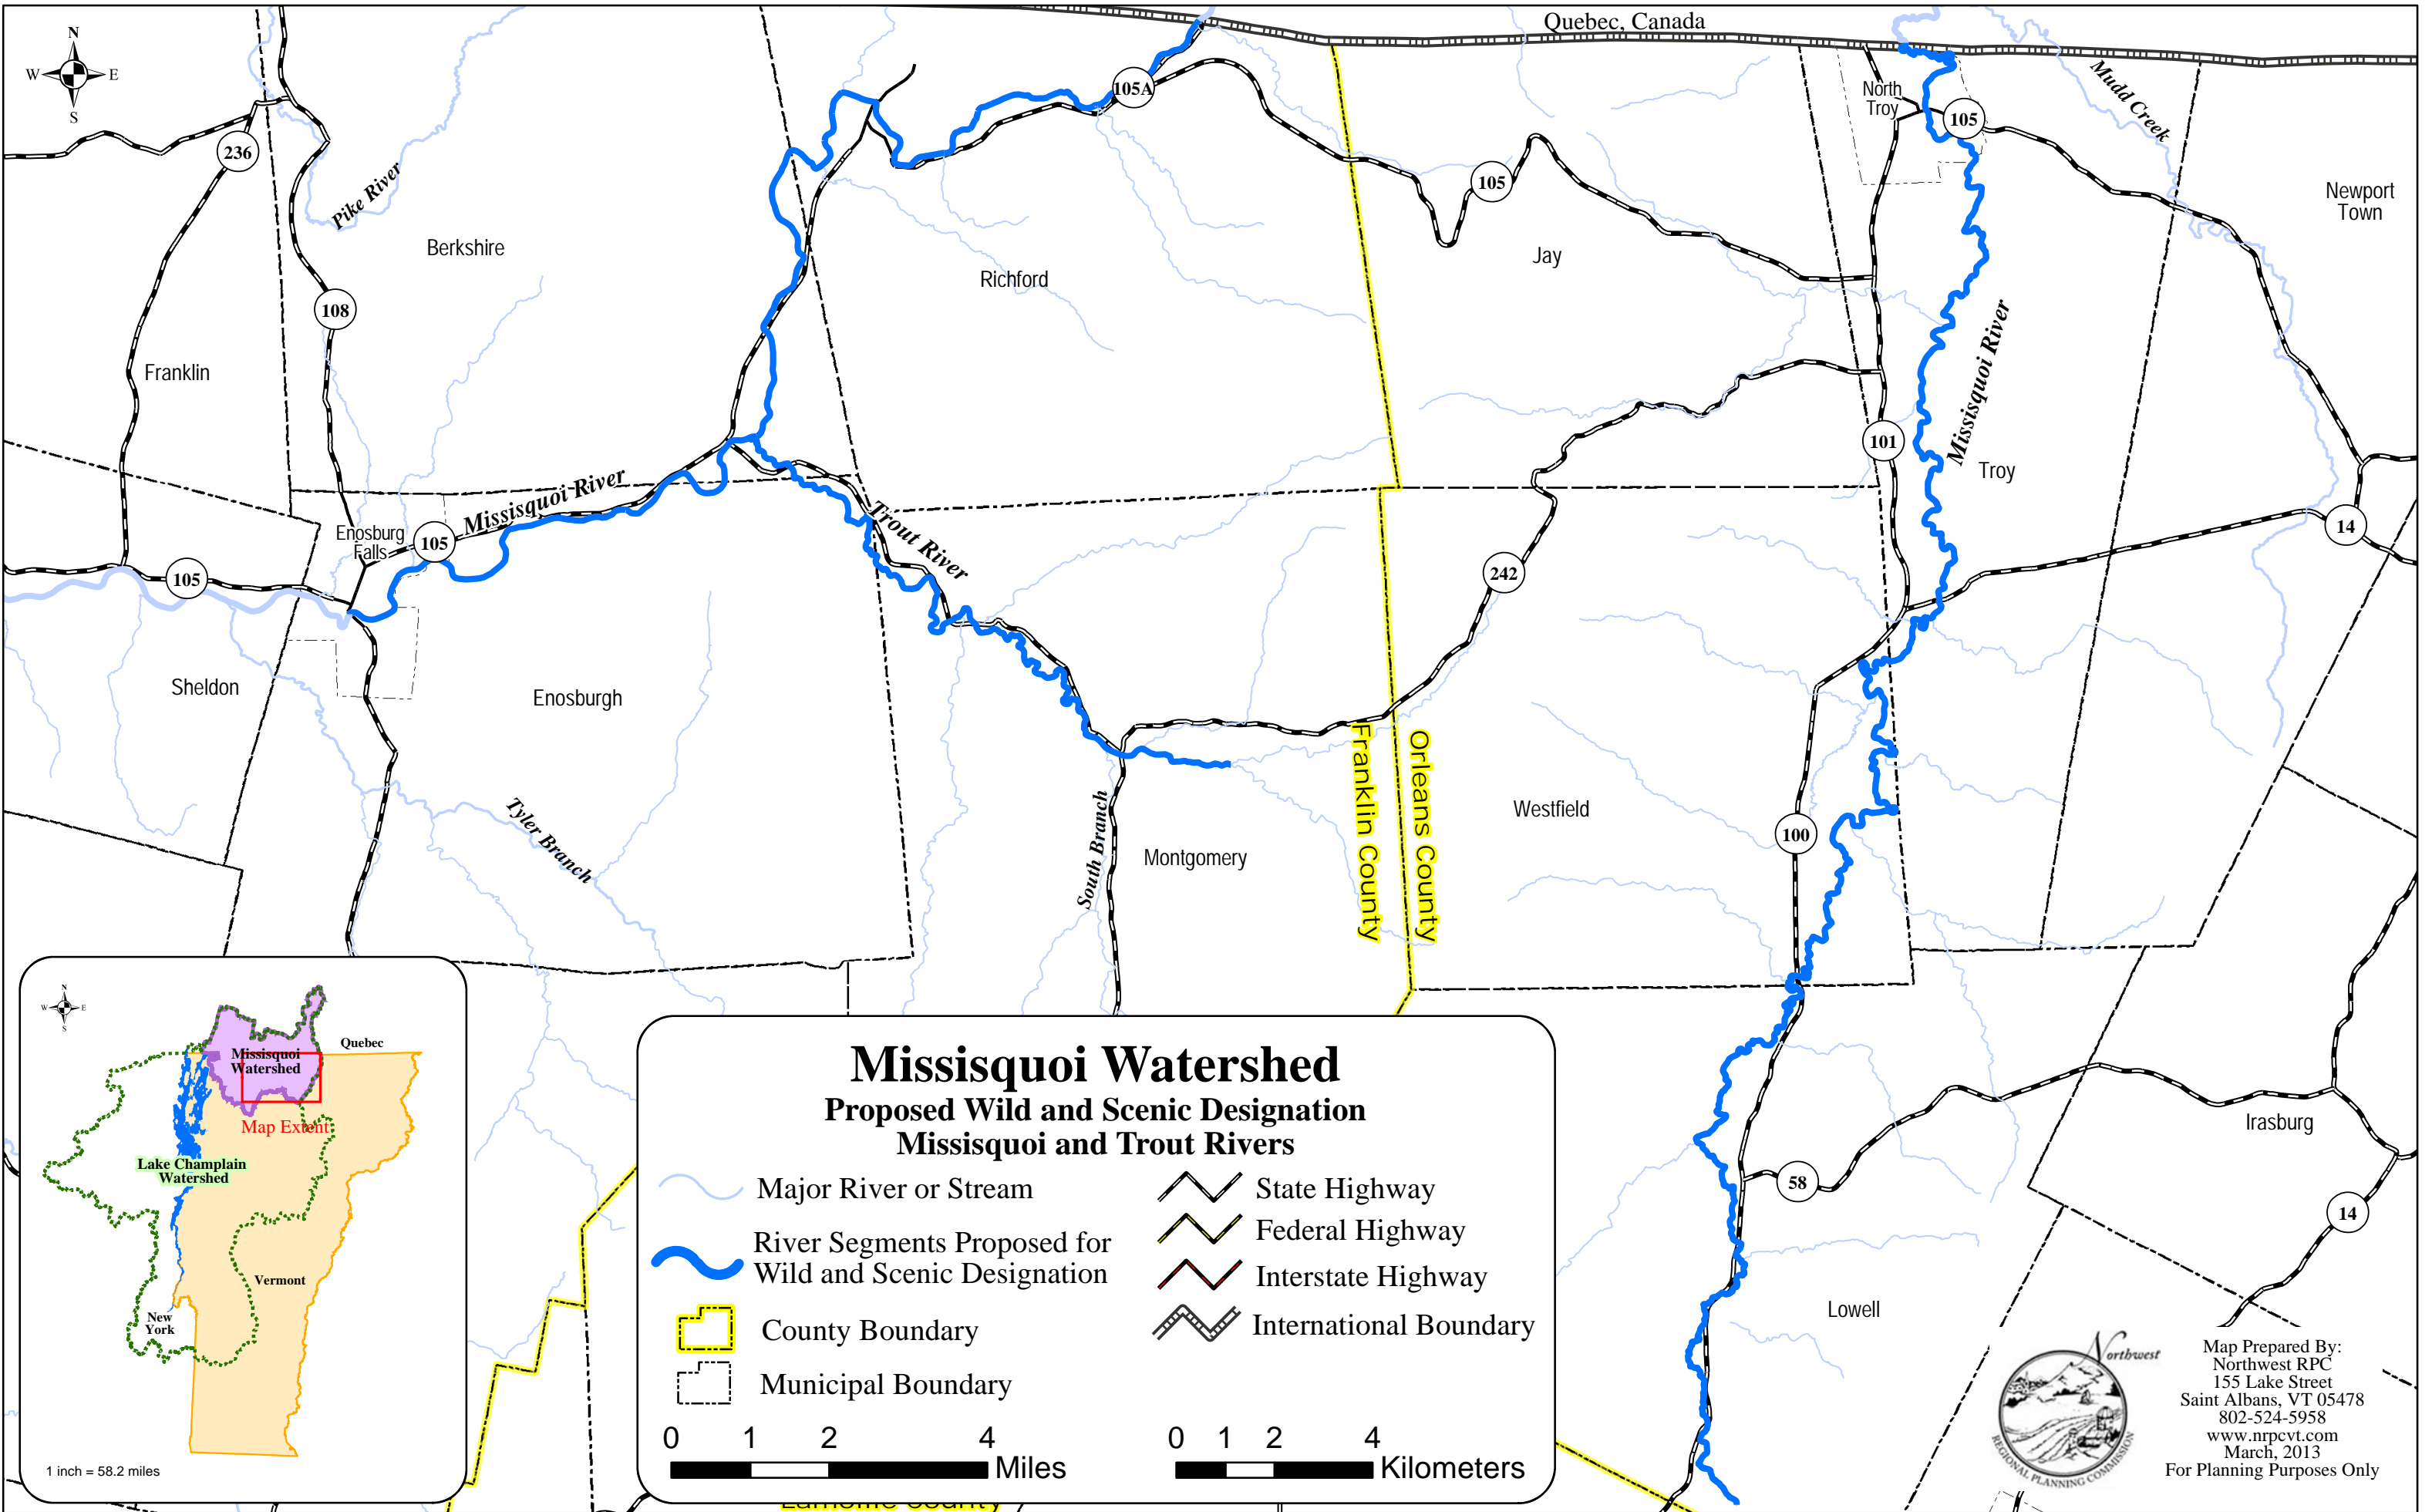 Quebec, Canada
N
W
E
S
236
Pike River
Berkshire
105A
Richford
105
Jay
North
Troy
105
Mudd Creek
Newport
Town
108
Franklin
Missisquoi River
101
Troy
Missisquoi River
Enosburg
Falls
105
105
Trout River
242
14
Sheldon
Enosburgh
Tyler Branch
South Branch
Montgomery
Franklin County
Orleans County
Westfield
100
58
Irasburg
14
Lowell
N
W
E
S
Missisquoi
Watershed
Quebec
Map Extent
Lake Champlain
Watershed
Vermont
New
York
1 inch = 58.2 miles
Missisquoi Watershed
Proposed Wild and Scenic Designation
Missisquoi and Trout Rivers
Major River or Stream
River Segments Proposed for
Wild and Scenic Designation
County Boundary
Municipal Boundary
State Highway
Federal Highway
Interstate Highway
International Boundary
0 1 2 4
Miles
0 1 2 4
Kilometers
Lamoille County
Northwest
REGIONAL PLANNING COMMISSION
Map Prepared By:
Northwest RPC
155 Lake Street
Saint Albans, VT 05478
802-524-5958
www.nrpcvt.com
March, 2013
For Planning Purposes Only